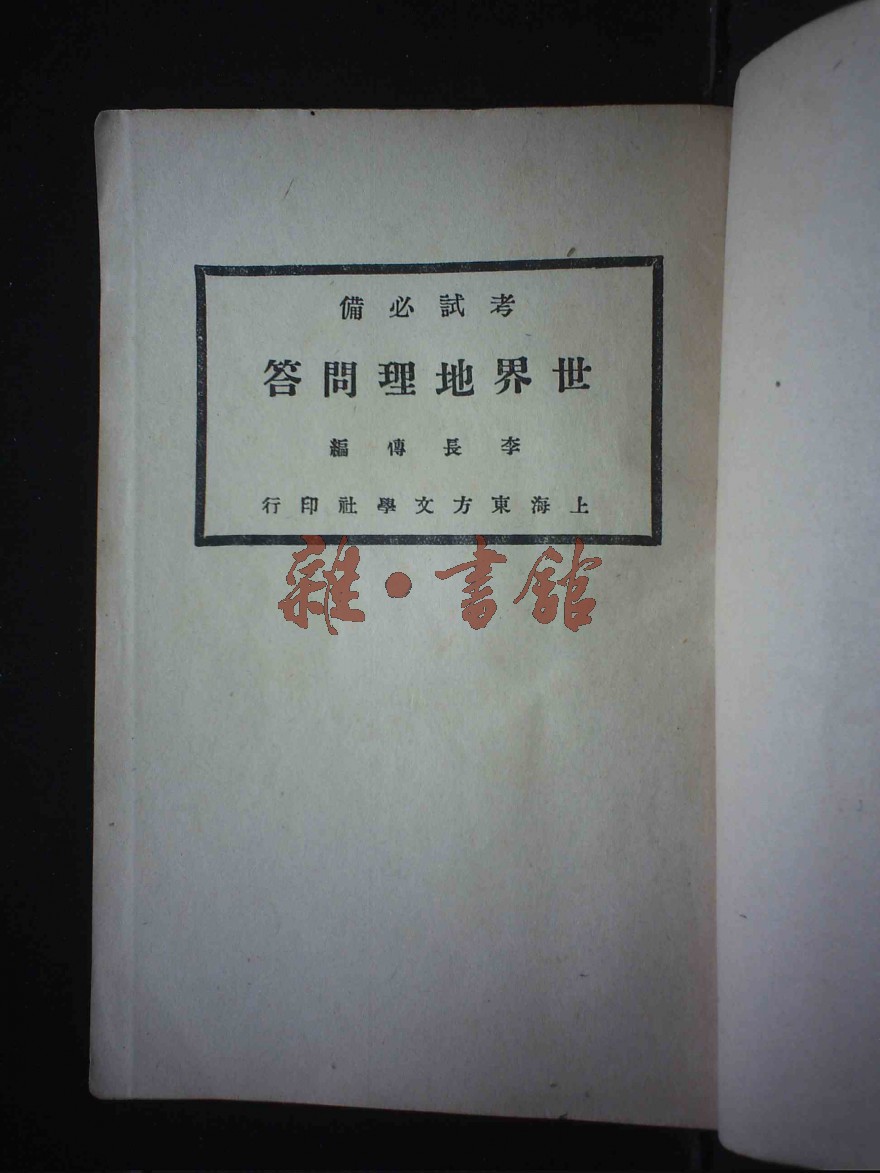 考試必備
世界地理問答
李長傳編
上海東方文學社印行
雜·書館